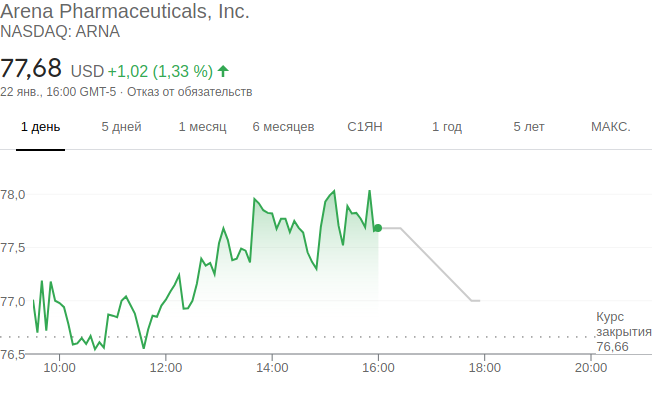 Arena Pharmaceuticals, Inc.
NASDAQ: ARNA
77,68 USD +1,02 (1,33 %)
22 янв., 16:00 GMT-5 · Отказ от обязательств
1 день 5 дней 1 месяц 6 месяцев С1ЯН 1 год 5 лет МАКС.
78,0
77,5
77,0
Курс
закрытия
76,66
76,5
10:00 12:00 14:00 16:00 18:00 20:00